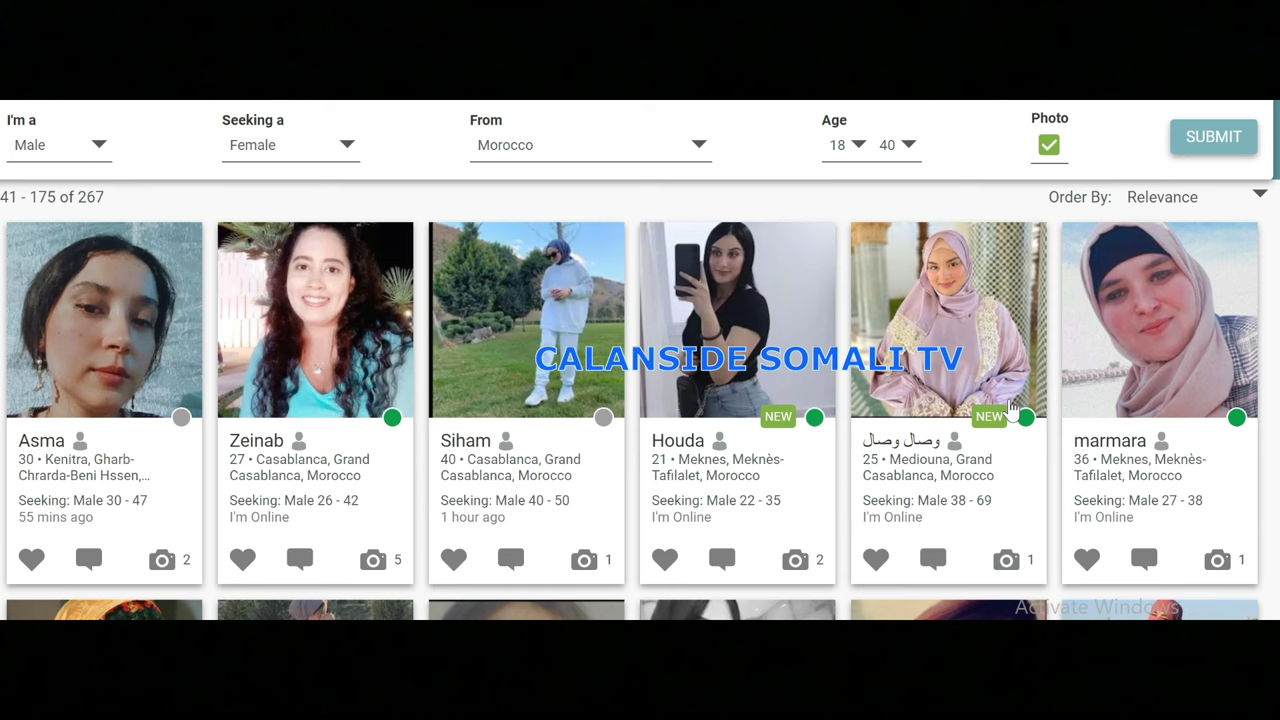 I'm a
Seeking a
From
Age
Photo
Male
Female
Morocco
18
40
SUBMIT
41 - 175 of 267
Order By: Relevance
CALANSIDE SOMALI TV
NEW
NEW
Asma
30 • Kenitra, Gharb-
Chrarda-Beni Hssen,...
Seeking: Male 30 - 47
55 mins ago
2
Zeinab
27 • Casablanca, Grand
Casablanca, Morocco
Seeking: Male 26 - 42
I'm Online
5
Siham
40 • Casablanca, Grand
Casablanca, Morocco
Seeking: Male 40 - 50
1 hour ago
1
Houda
21 • Meknes, Meknès-
Tafilalet, Morocco
Seeking: Male 22 - 35
I'm Online
2
وصال وصال
25 • Mediouna, Grand
Casablanca, Morocco
Seeking: Male 38 - 69
I'm Online
1
marmara
36 • Meknes, Meknès-
Tafilalet, Morocco
Seeking: Male 27 - 38
I'm Online
1
Activate Windows